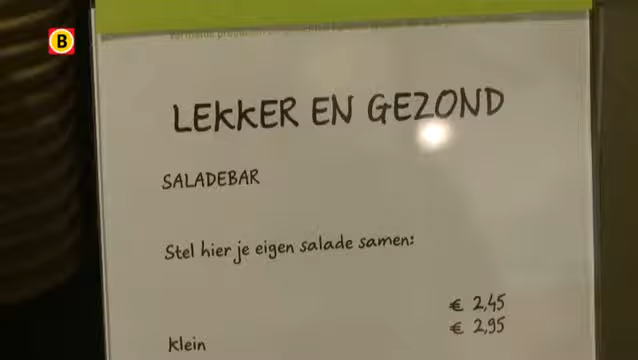 B
LEKKER EN GEZOND
SALADEBAR
Stel hier je eigen salade samen:
€ 2,45
€ 2,95
klein